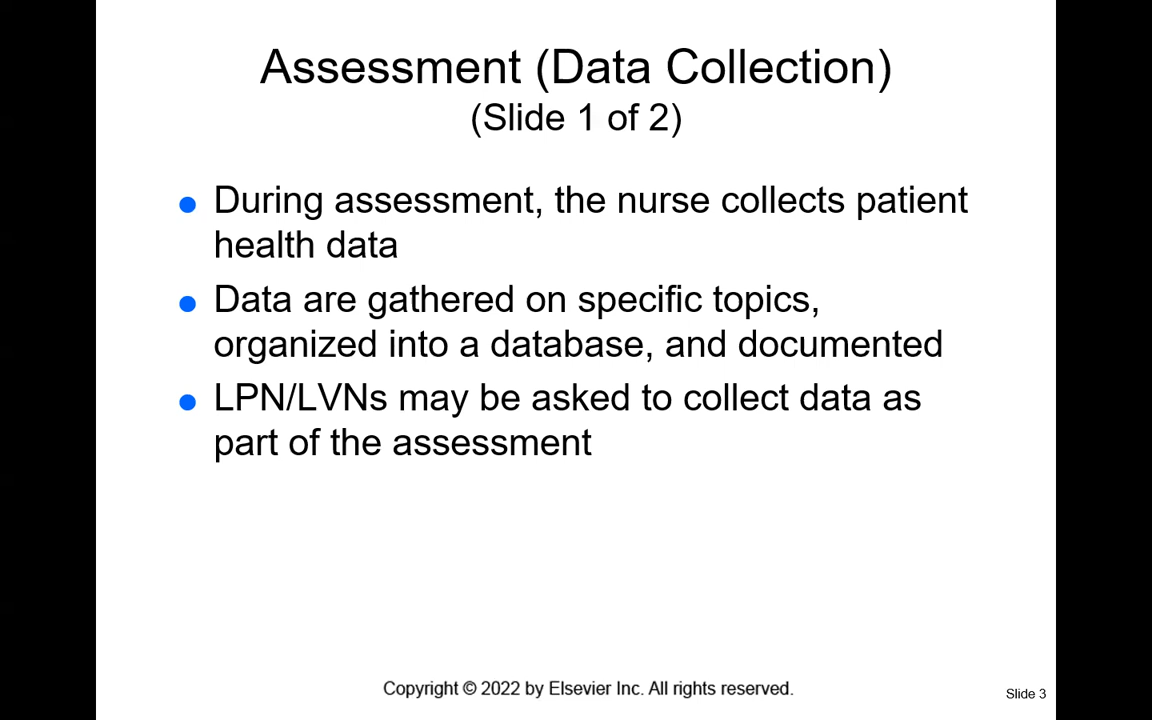 Assessment (Data Collection)
(Slide 1 of 2)
During assessment, the nurse collects patient
health data
Data are gathered on specific topics,
organized into a database, and documented
LPN/LVNs may be asked to collect data as
part of the assessment
Copyright © 2022 by Elsevier Inc. All rights reserved.
Slide 3